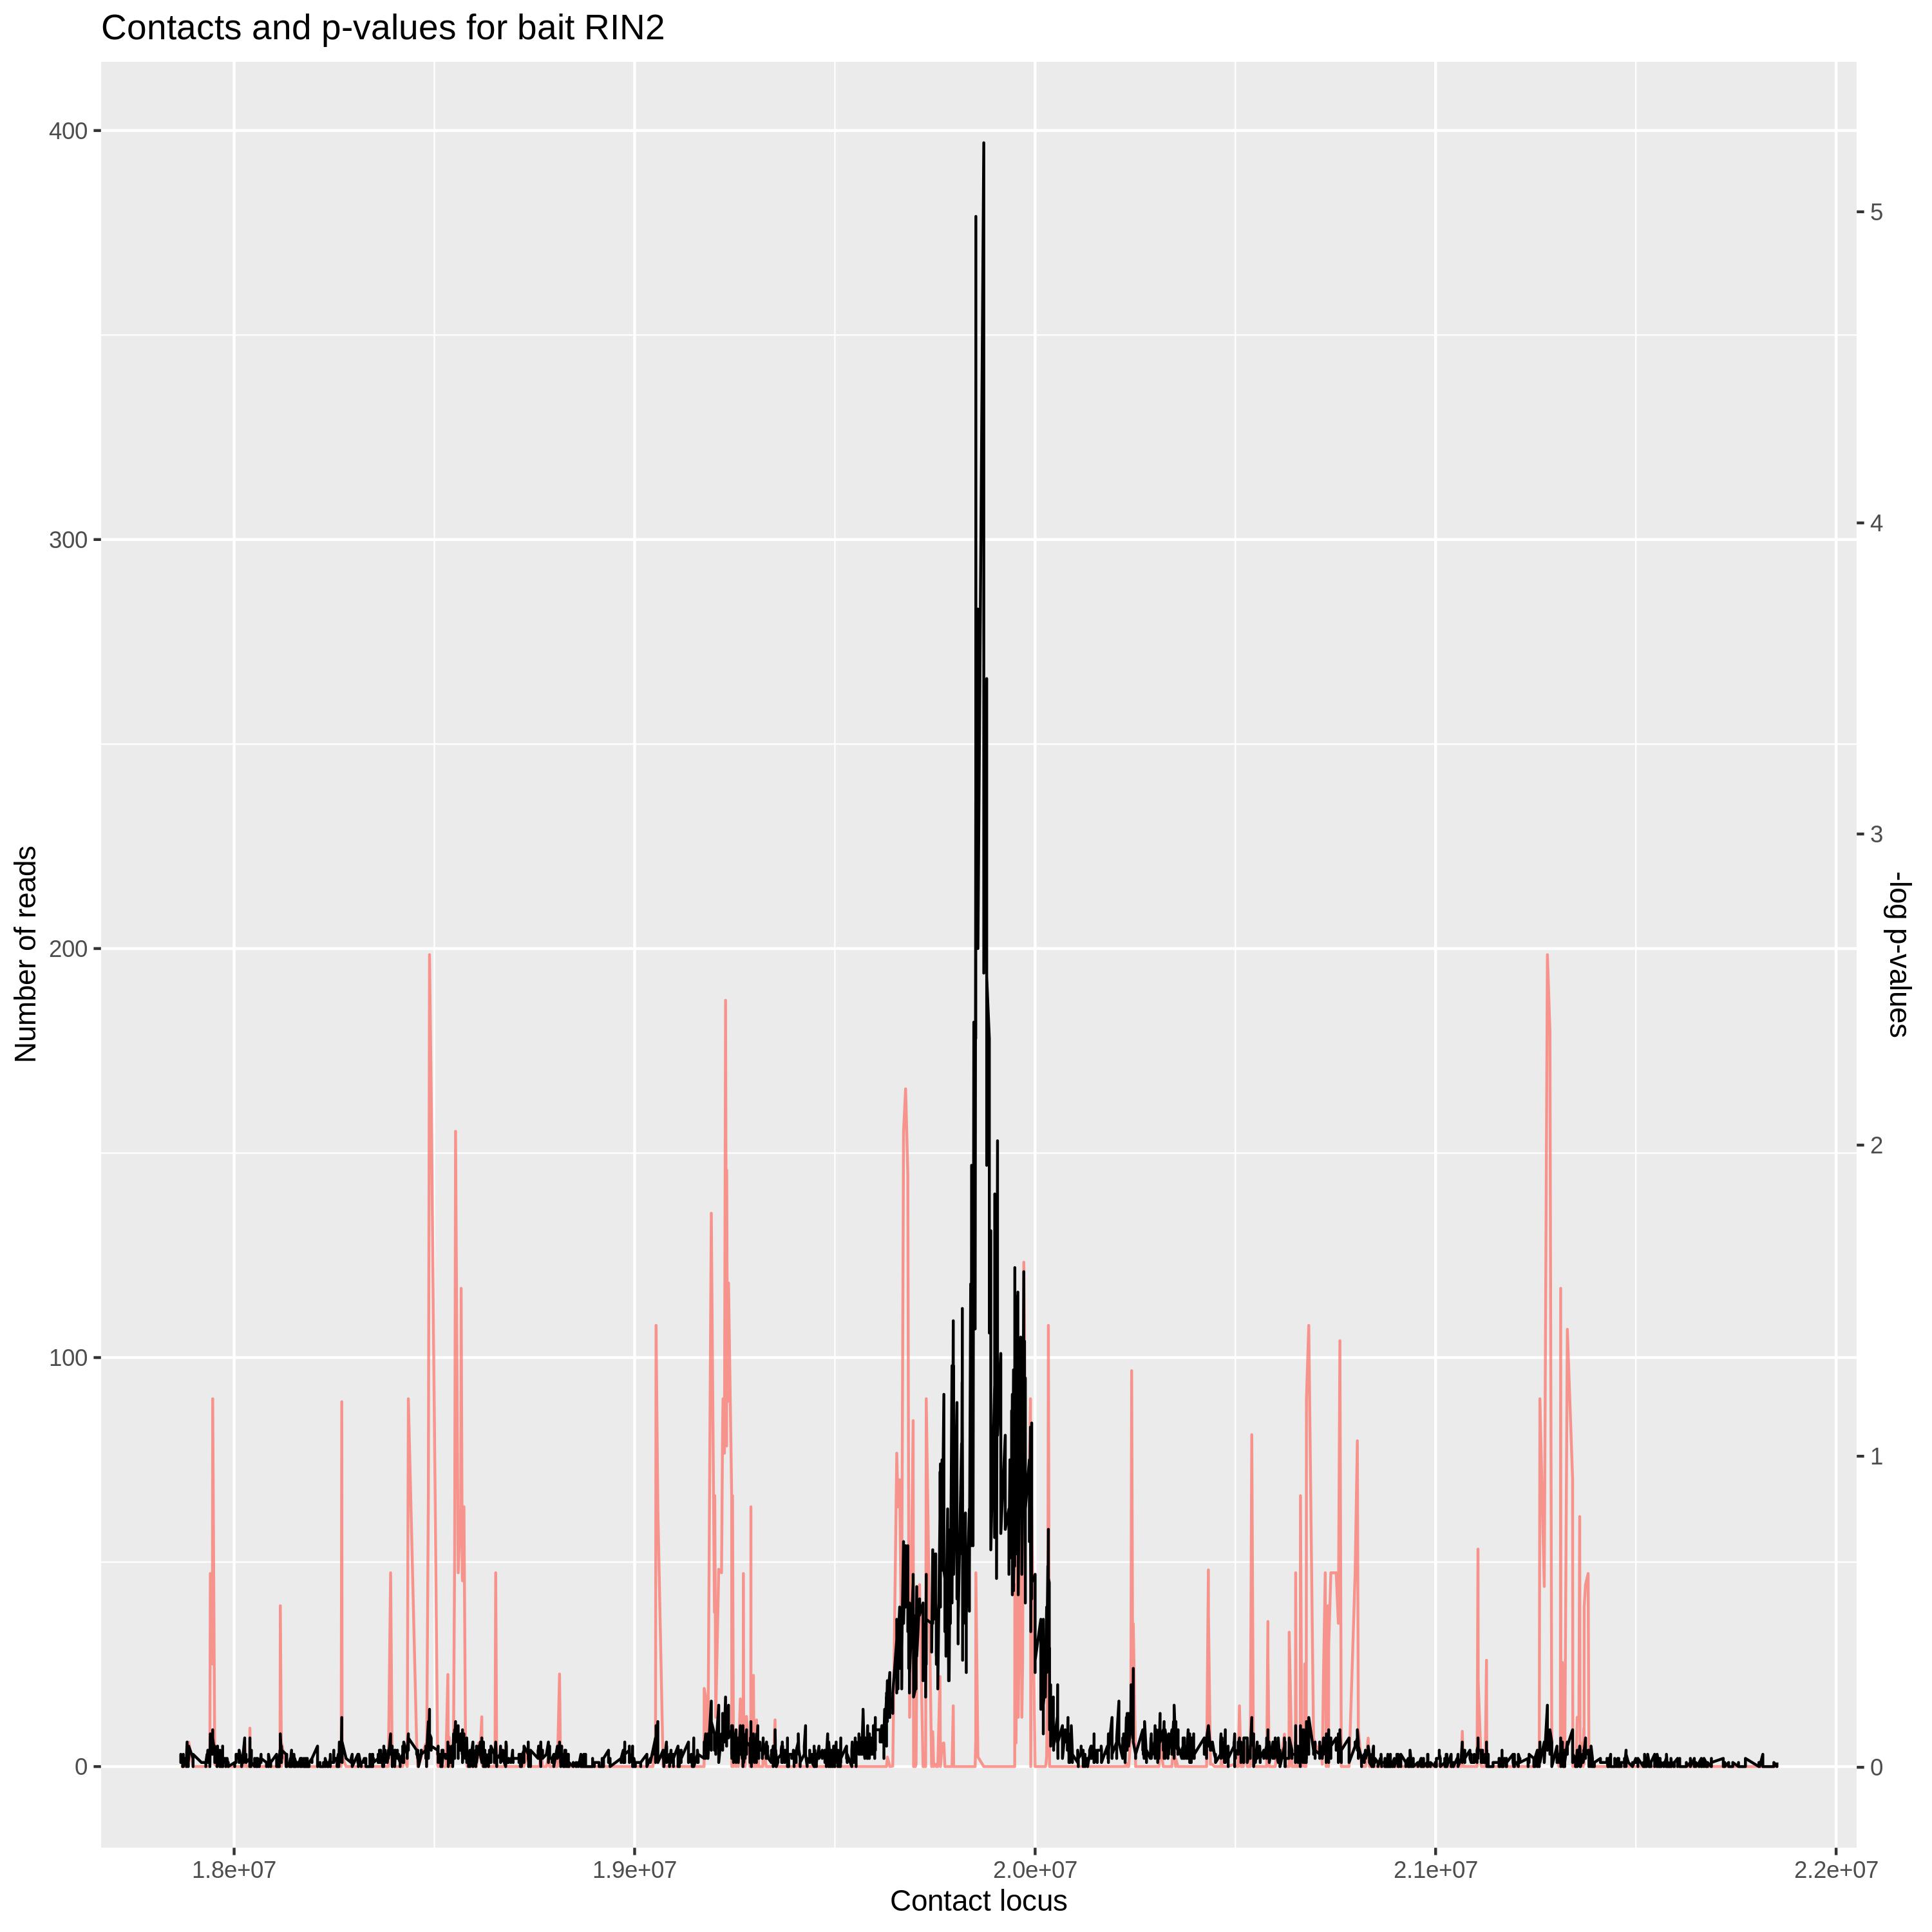 Contacts and p-values for bait RIN2
400
300
200
100
0
Number of reads
5
4
3
2
1
0
-log p-values
1.8e+07
1.9e+07
2.0e+07
2.1e+07
2.2e+07
Contact locus